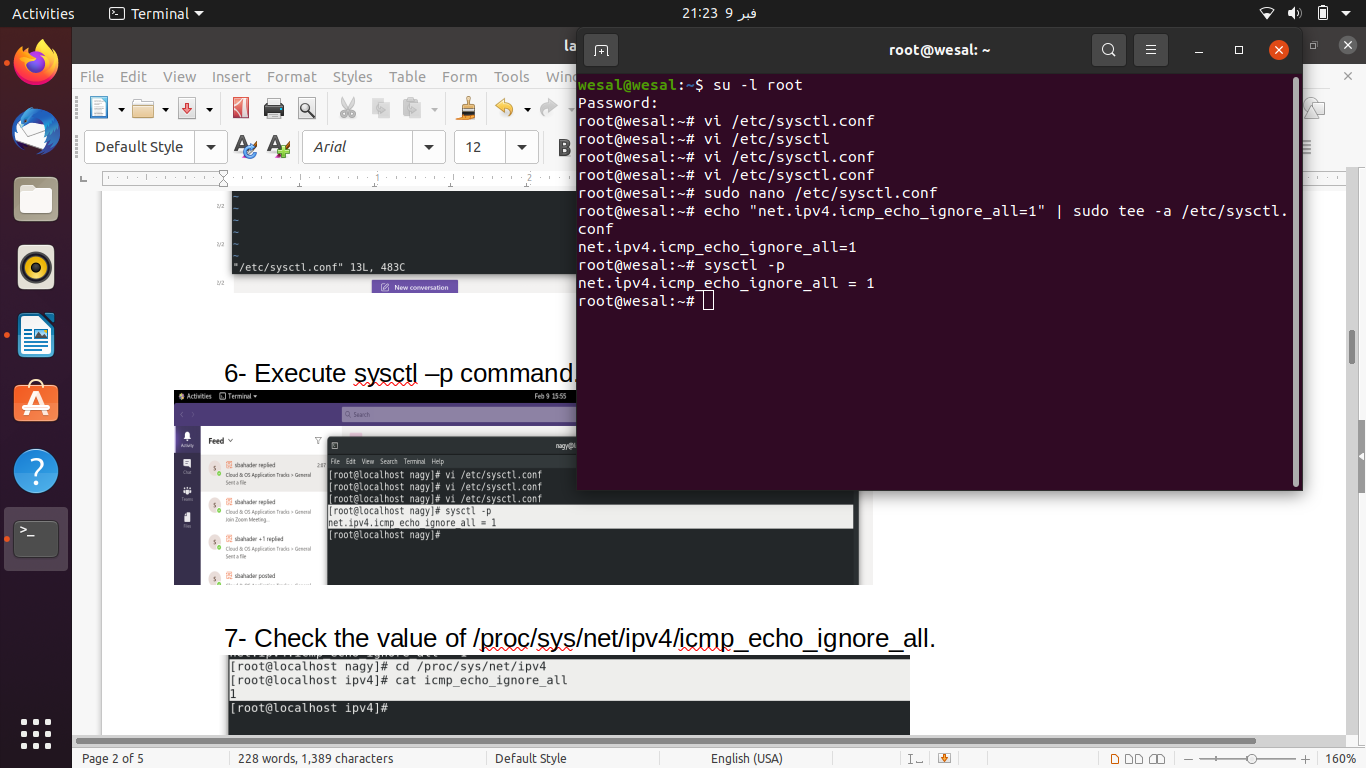 Activities
Terminal
21:23 9 فبر
la
root@wesal: ~
File Edit View Insert Format Styles Table Form Tools Win
Default Style
Arial
12
B
1
2
wesal@wesal:~$ su -l root
Password:
root@wesal:~# vi /etc/sysctl.conf
root@wesal:~# vi /etc/sysctl
root@wesal:~# vi /etc/sysctl.conf
root@wesal:~# vi /etc/sysctl.conf
root@wesal:~# sudo nano /etc/sysctl.conf
root@wesal:~# echo "net.ipv4.icmp_echo_ignore_all=1" | sudo tee -a /etc/sysctl.
conf
net.ipv4.icmp_echo_ignore_all=1
root@wesal:~# sysctl -p
net.ipv4.icmp_echo_ignore_all = 1
root@wesal:~#
~
~
~
~
~
"/etc/sysctl.conf" 13L, 483C
New conversation
6- Execute sysctl –p command.
Activities Terminal Feb 9 15:55
Search
Activity
Chat
Teams
Files
Feed
sbahader replied
Cloud & OS Application Tracks > General
Sent a file
sbahader replied
Cloud & OS Application Tracks > General
Join Zoom Meeting...
sbahader +1 replied
Cloud & OS Application Tracks > General
Sent a file
sbahader posted
nagy@l
File Edit View Search Terminal Help
[root@localhost nagy]# vi /etc/sysctl.conf
[root@localhost nagy]# vi /etc/sysctl.conf
[root@localhost nagy]# vi /etc/sysctl.conf
[root@localhost nagy]# sysctl -p
net.ipv4.icmp_echo_ignore_all = 1
[root@localhost nagy]#
7- Check the value of /proc/sys/net/ipv4/icmp_echo_ignore_all.
[root@localhost nagy]# cd /proc/sys/net/ipv4
[root@localhost ipv4]# cat icmp_echo_ignore_all
1
[root@localhost ipv4]#
Page 2 of 5
228 words, 1,389 characters
Default Style
English (USA)
160%